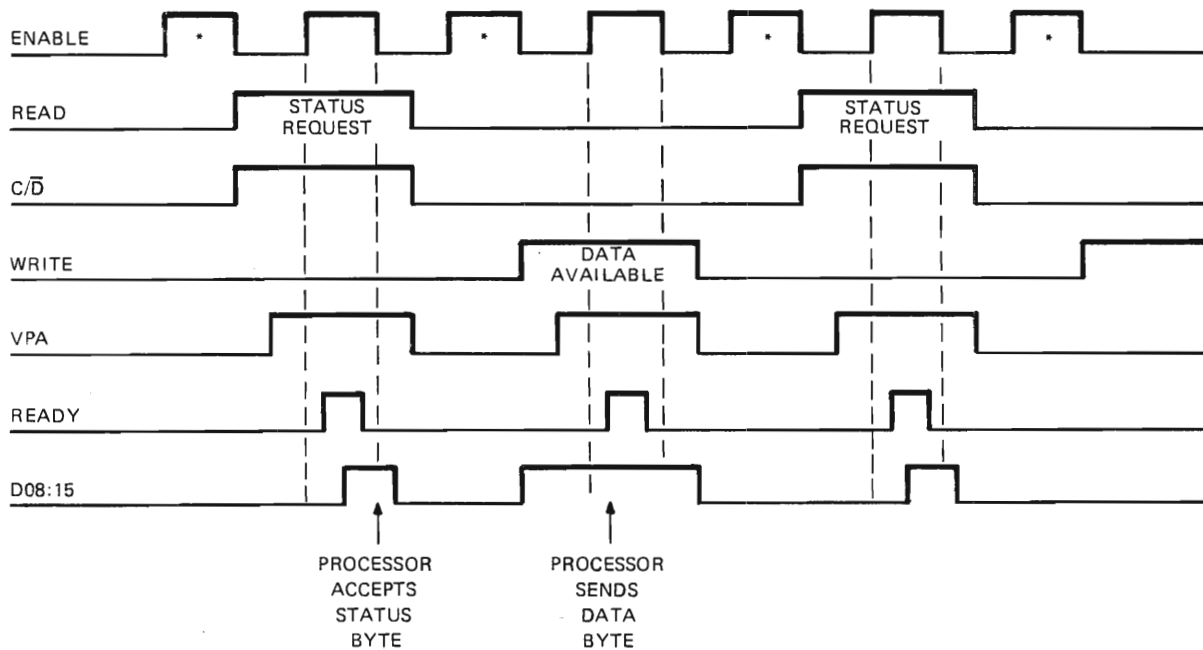 ENABLE
* * * *
READ
STATUS
REQUEST
STATUS
REQUEST
C/D̅
WRITE
DATA
AVAILABLE
VPA
READY
D08:15
PROCESSOR
ACCEPTS
STATUS
BYTE
PROCESSOR
SENDS
DATA
BYTE